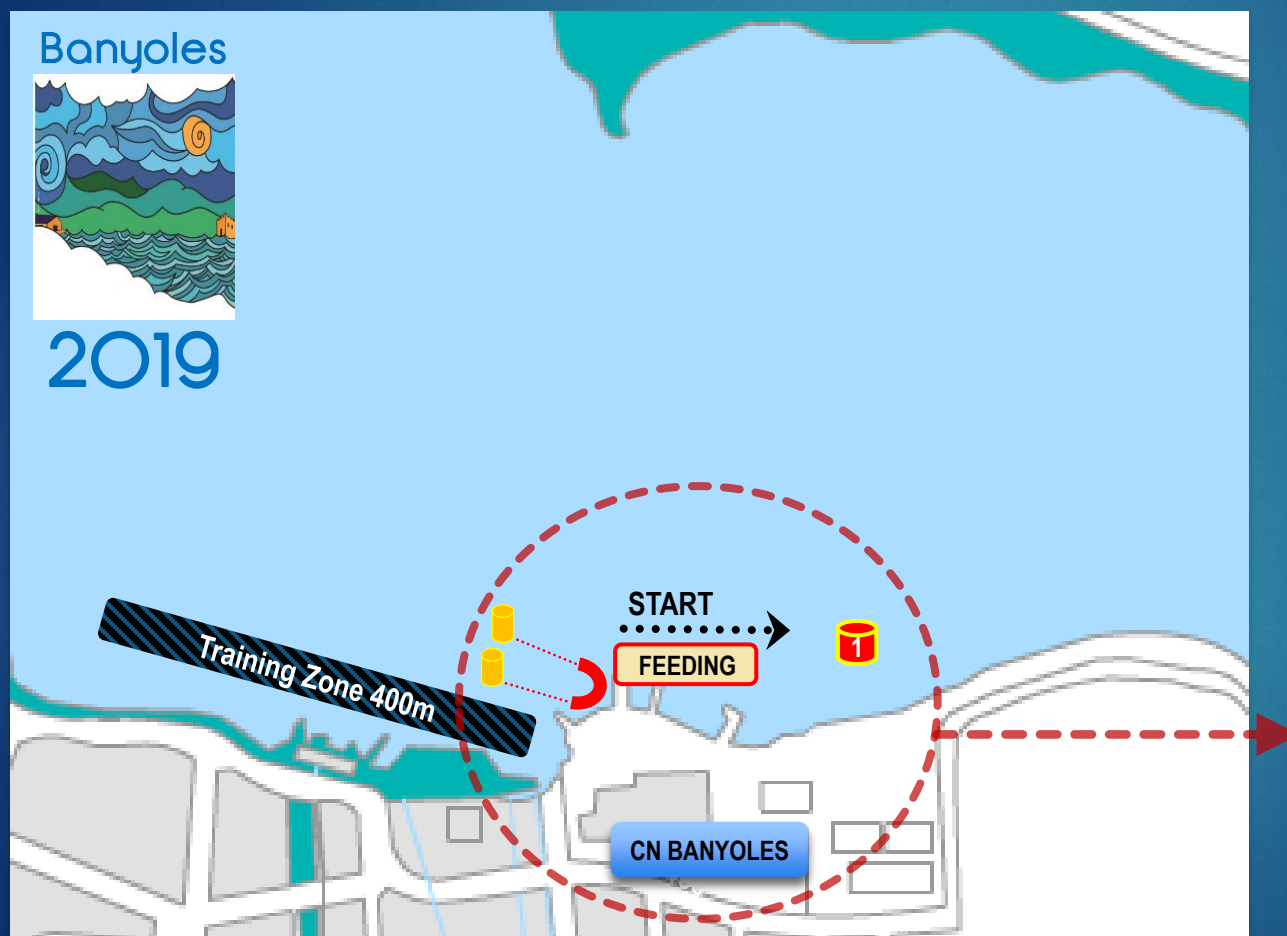 Banyoles
2019
START
1
FEEDING
Training Zone 400m
CN BANYOLES